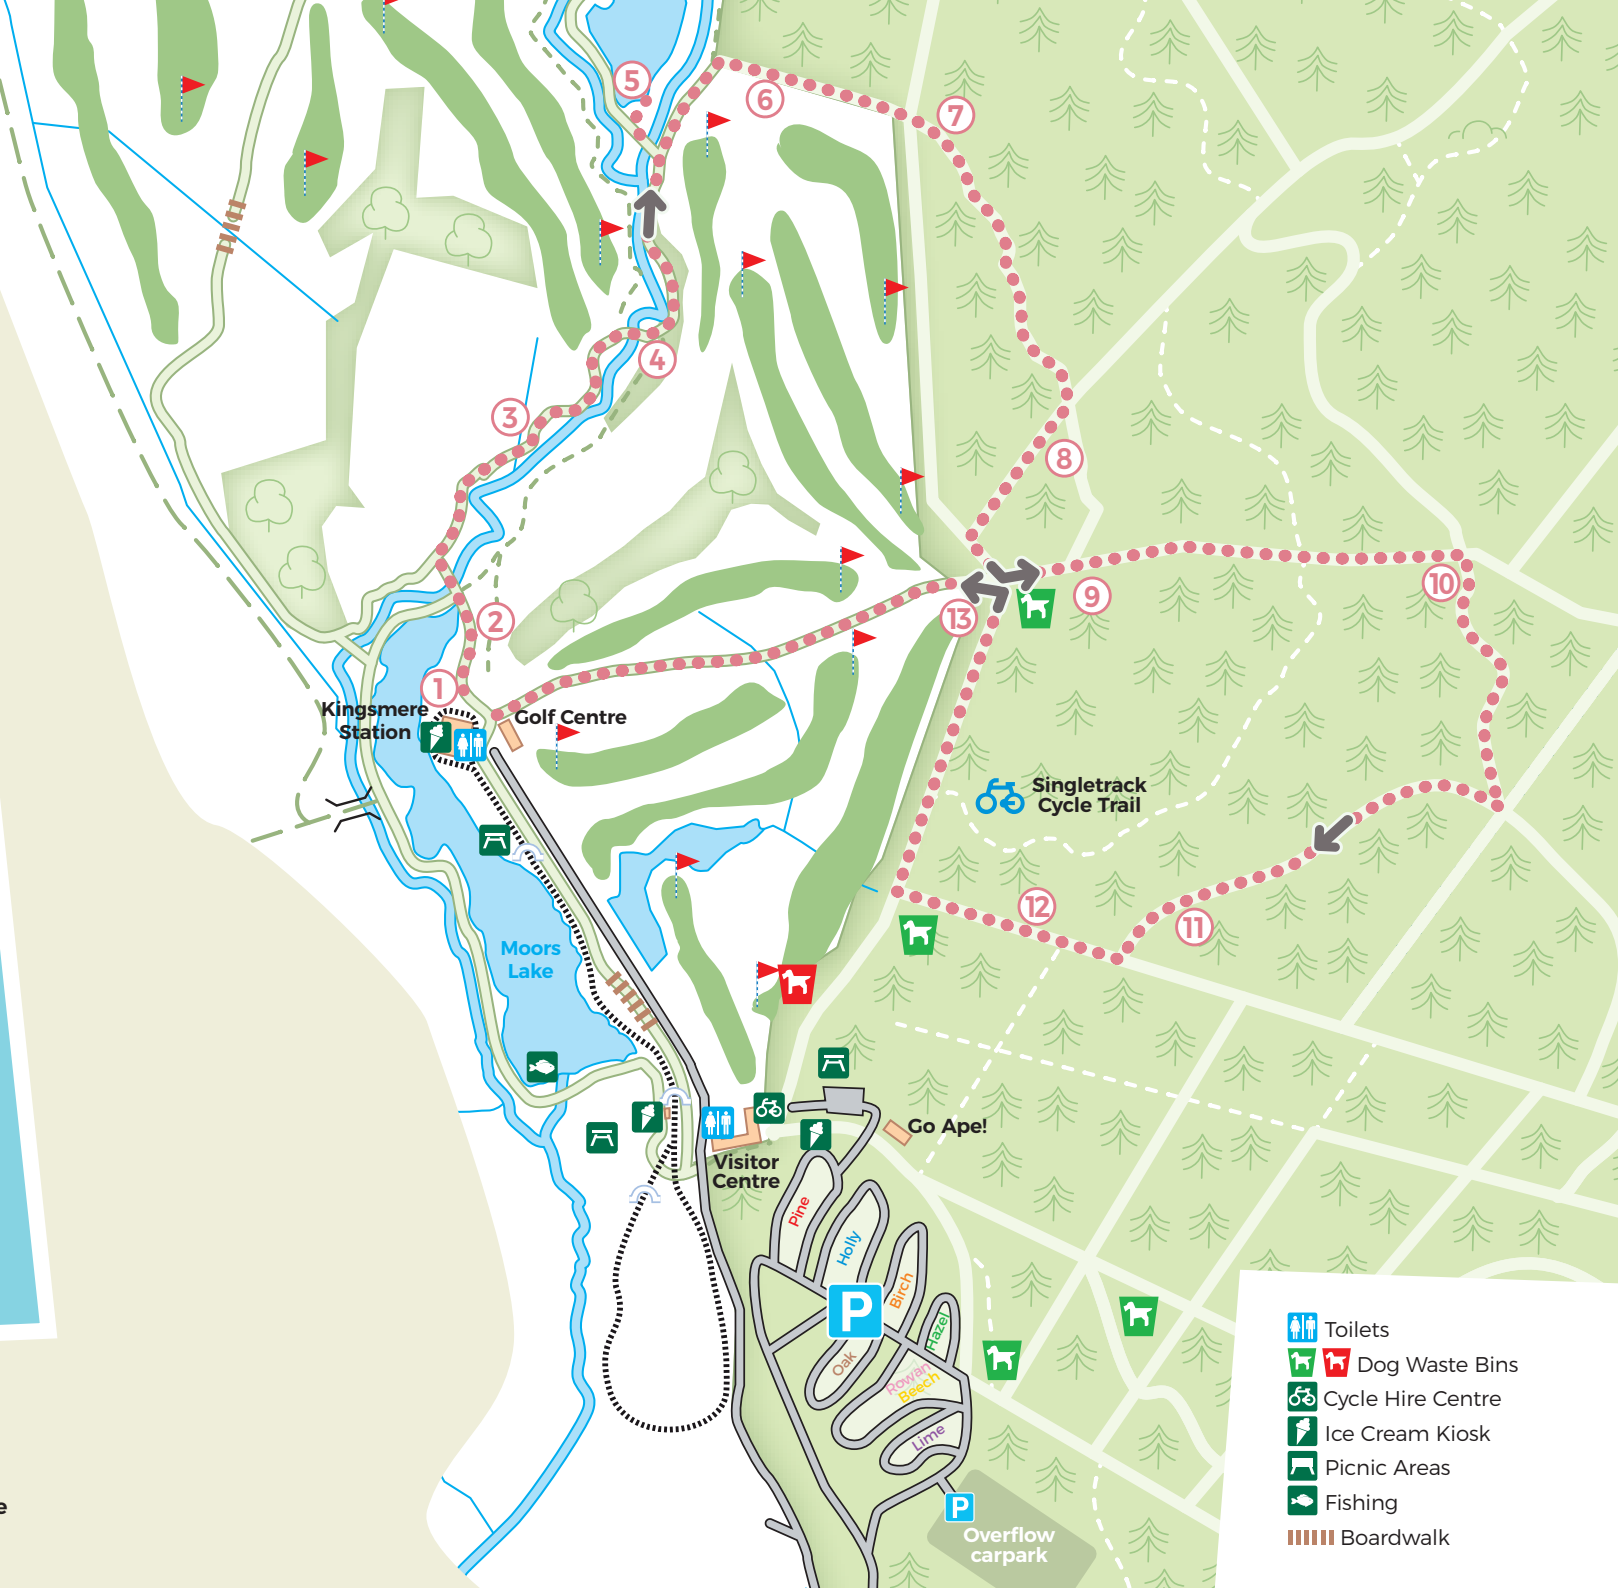 5
6
7
4
3
8
2
13
9
10
1
Kingsmere
Station
Golf Centre
Singletrack
Cycle Trail
12
11
Moors
Lake
Go Ape!
Visitor
Centre
Pine
Holly
Birch
Hazel
P
Oak
Rowan
Beech
Lime
P
Overflow
carpark
e
Toilets
Dog Waste Bins
Cycle Hire Centre
Ice Cream Kiosk
Picnic Areas
Fishing
Boardwalk